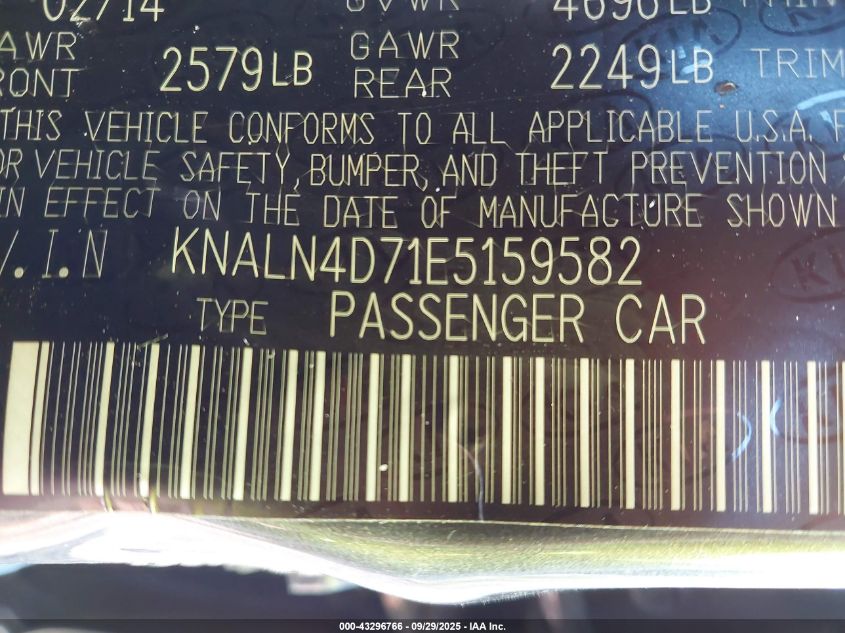 02/14 GVWR 4696LB
GAWR FRONT 2579LB GAWR REAR 2249LB TRIM
THIS VEHICLE CONFORMS TO ALL APPLICABLE U.S.A. F
OR VEHICLE SAFETY, BUMPER, AND THEFT PREVENTION
IN EFFECT ON THE DATE OF MANUFACTURE SHOWN
V.I.N KNALN4D71E5159582
TYPE PASSENGER CAR
000-43296766 - 09/29/2025 - IAA Inc.